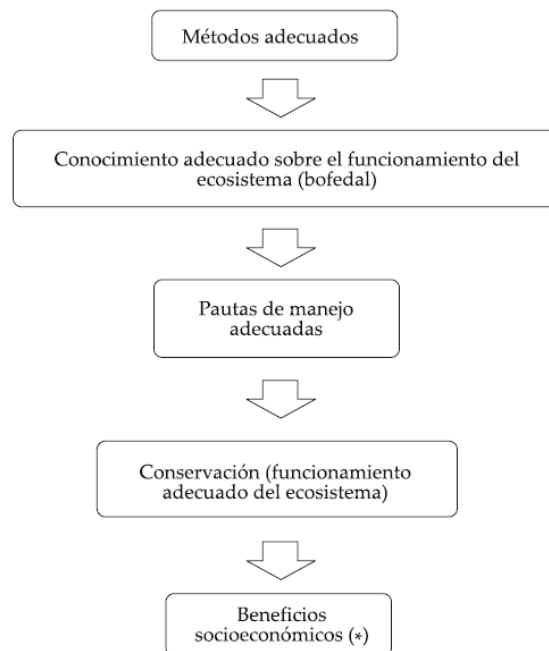 Métodos adecuados
Conocimiento adecuado sobre el funcionamiento del
ecosistema (bofedal)
Pautas de manejo
adecuadas
Conservación (funcionamiento
adecuado del ecosistema)
Beneficios
socioeconómicos (*)